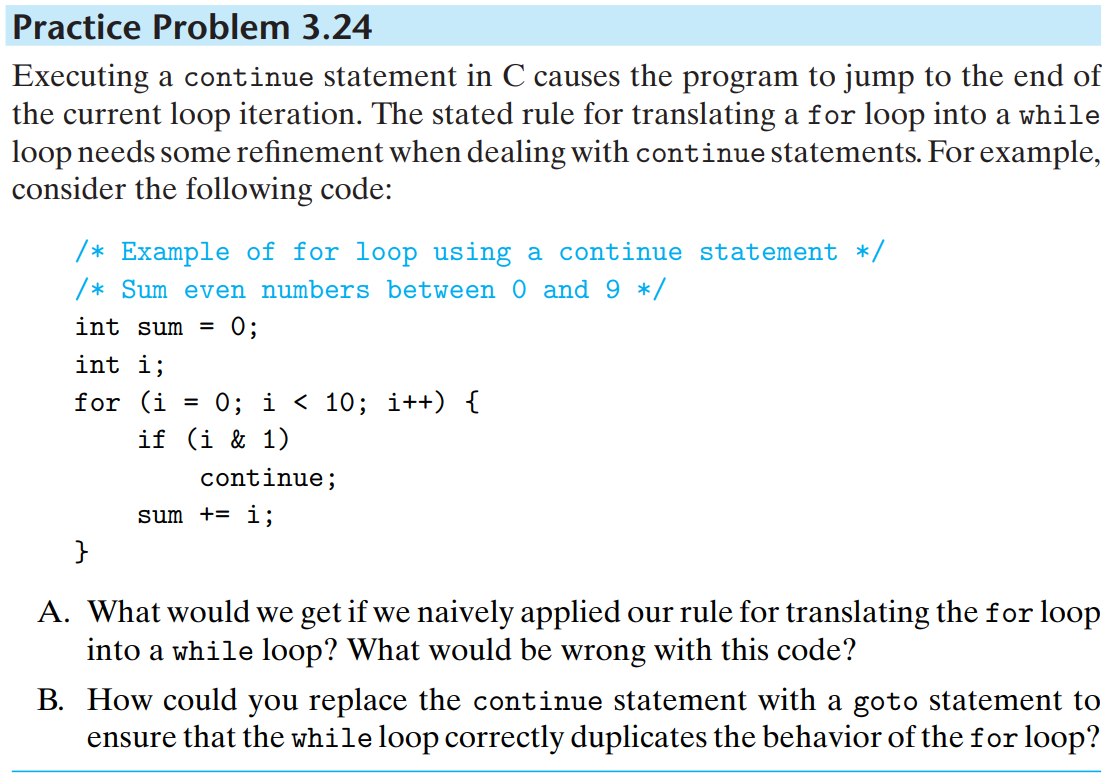 Practice Problem 3.24
Executing a continue statement in C causes the program to jump to the end of
the current loop iteration. The stated rule for translating a for loop into a while
loop needs some refinement when dealing with continue statements. For example,
consider the following code:
/* Example of for loop using a continue statement */
/* Sum even numbers between 0 and 9 */
int sum = 0;
int i;
for (i = 0; i < 10; i++) {
    if (i & 1)
        continue;
    sum += i;
}
A. What would we get if we naively applied our rule for translating the for loop
into a while loop? What would be wrong with this code?
B. How could you replace the continue statement with a goto statement to
ensure that the while loop correctly duplicates the behavior of the for loop?